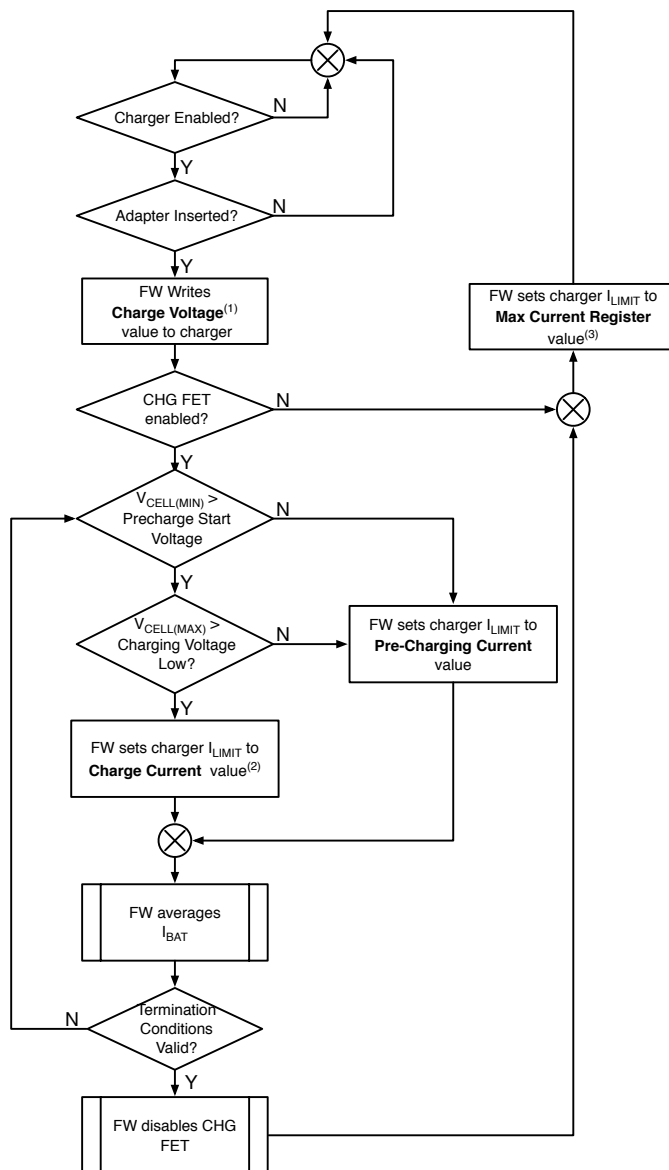 Charger Enabled?
N
Y
Adapter Inserted?
N
Y
FW Writes
Charge Voltage(1)
value to charger
FW sets charger ILIMIT to
Max Current Register
value(3)
CHG FET
enabled?
N
Y
VCELL(MIN) >
Precharge Start
Voltage
N
Y
VCELL(MAX) >
Charging Voltage
Low?
N
Y
FW sets charger ILIMIT to
Pre-Charging Current
value
FW sets charger ILIMIT to
Charge Current value(2)
FW averages
IBAT
Termination
Conditions
Valid?
N
Y
FW disables CHG
FET